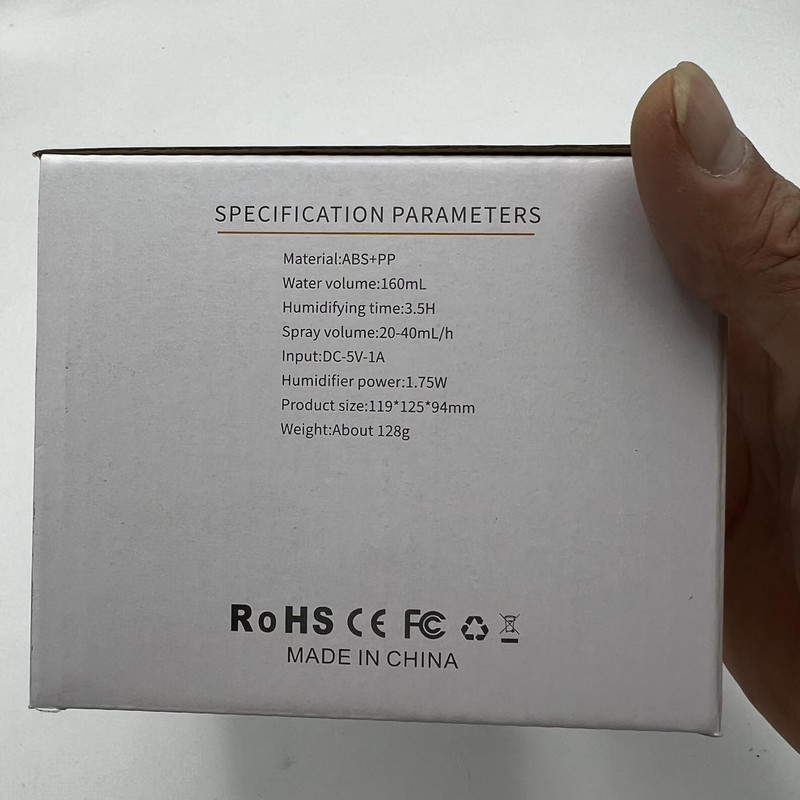 SPECIFICATION PARAMETERS
Material:ABS+PP
Water volume:160mL
Humidifying time:3.5H
Spray volume:20-40mL/h
Input:DC-5V-1A
Humidifier power:1.75W
Product size:119*125*94mm
Weight:About 128g
RoHS CE FC
MADE IN CHINA